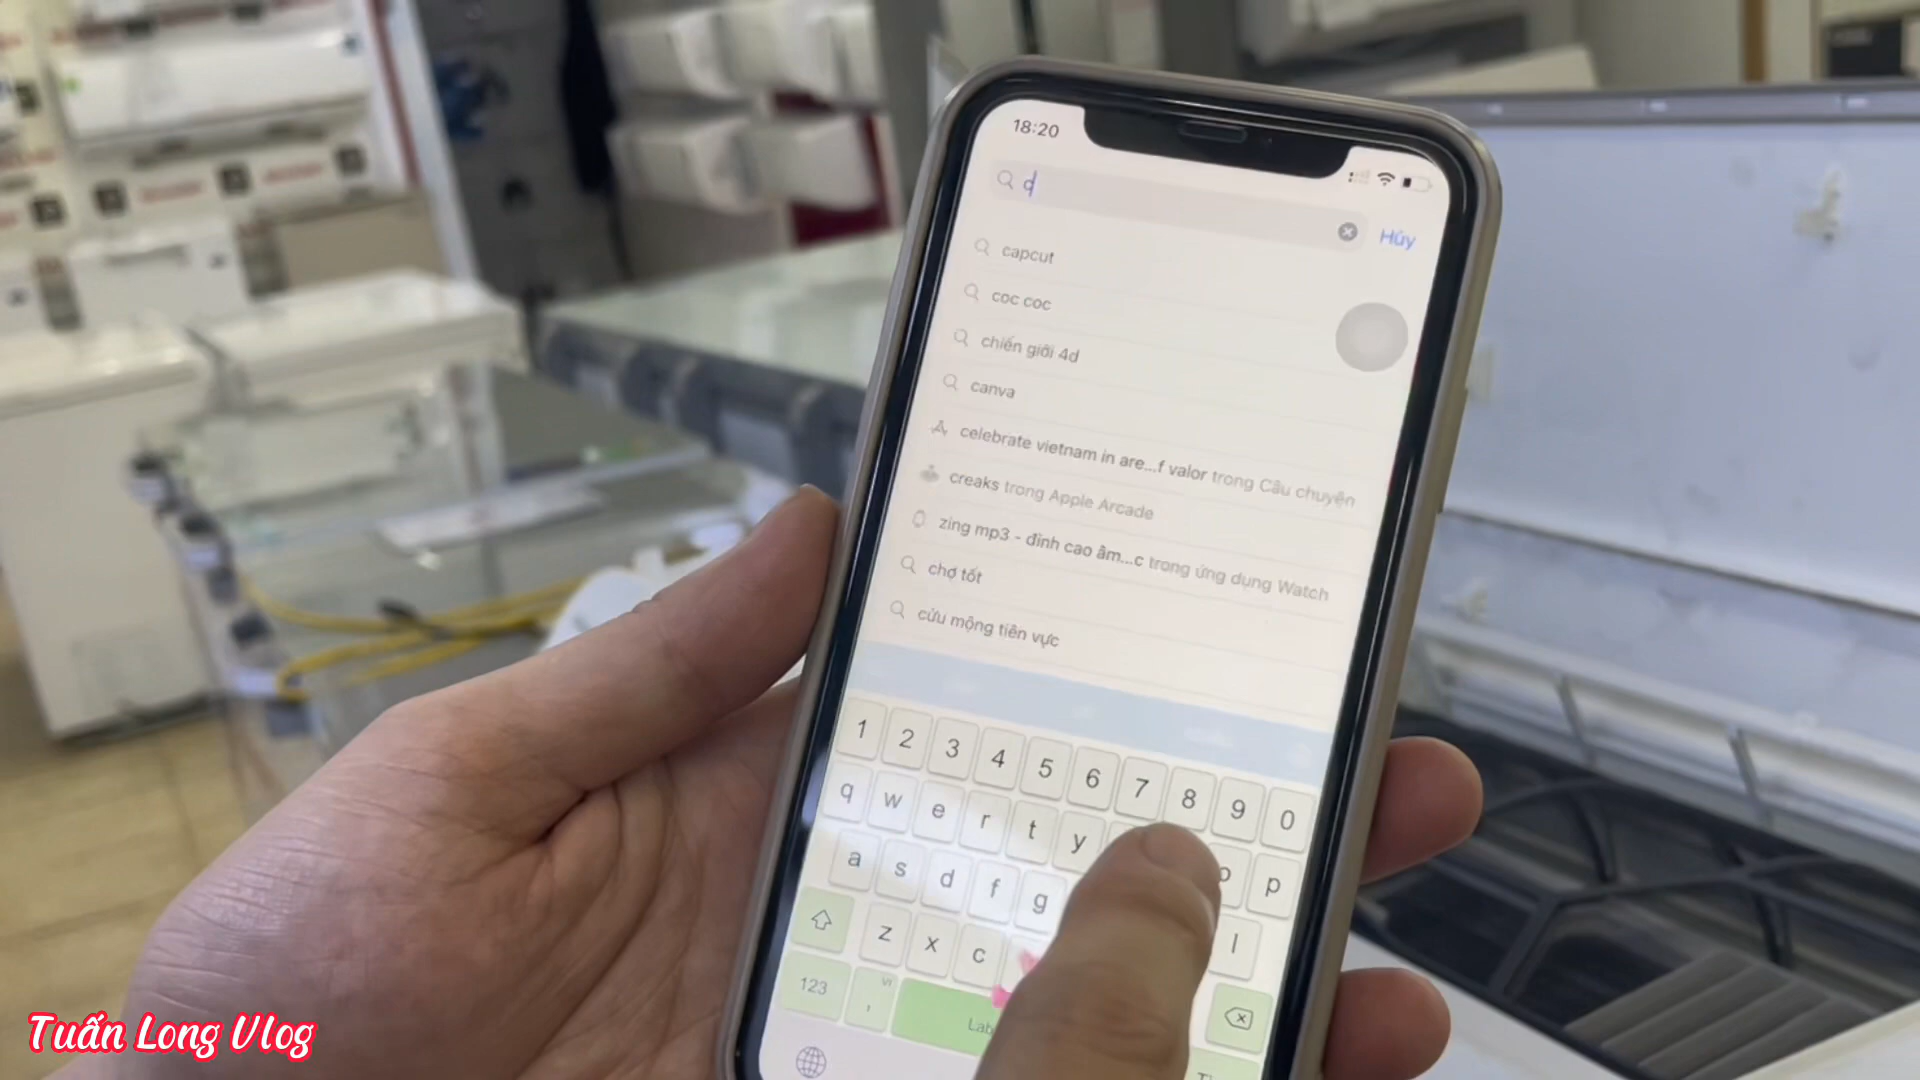 18:20
c
Hủy
capcut
coc coc
chiến giới 4d
canva
celebrate vietnam in are...f valor trong Câu chuyện
creaks trong Apple Arcade
zing mp3 - đỉnh cao âm...c trong ứng dụng Watch
chợ tốt
cửu mộng tiên vực
1 2 3 4 5 6 7 8 9 0
q w e r t y o p
a s d f g l
z x c
123 , VI Lab
Tuấn Long Vlog